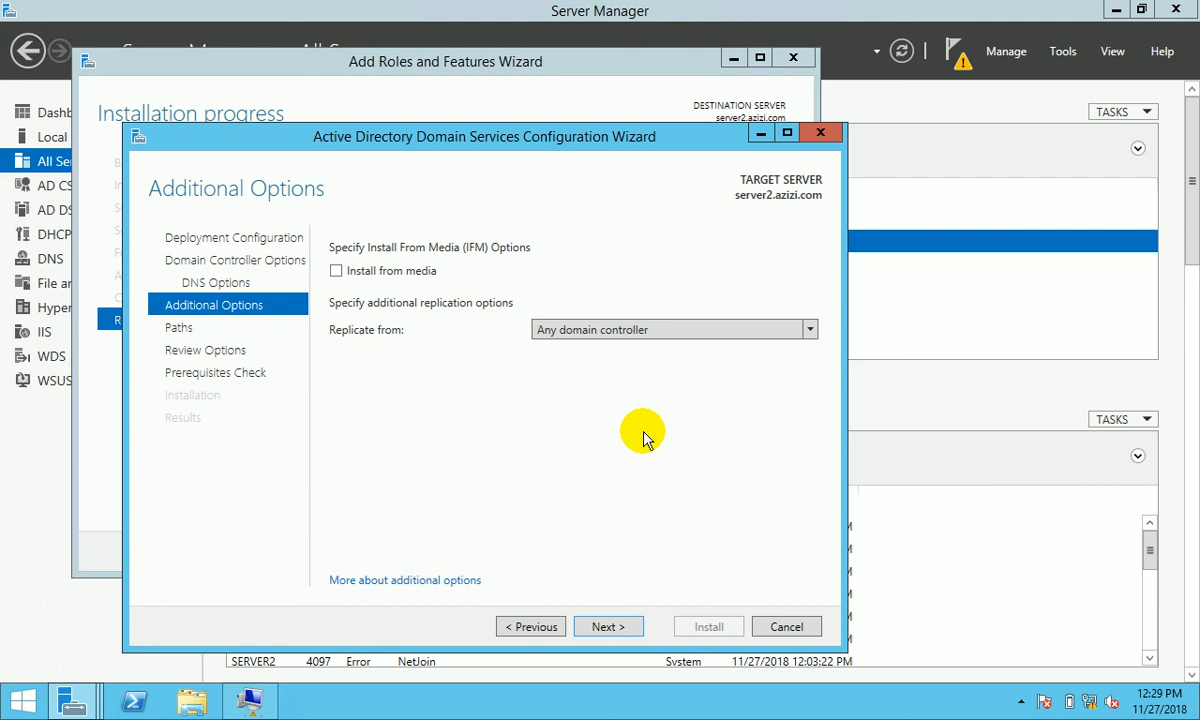 Server Manager
Manage
Tools
View
Help
Add Roles and Features Wizard
Installation progress
DESTINATION SERVER
server2.azizi.com
Dashb
Local
All Se
AD CS
AD DS
DHCP
DNS
File an
Hyper
IIS
WDS
WSUS
TASKS
Active Directory Domain Services Configuration Wizard
Additional Options
TARGET SERVER
server2.azizi.com
Deployment Configuration
Domain Controller Options
DNS Options
Additional Options
Paths
Review Options
Prerequisites Check
Installation
Results
Specify Install From Media (IFM) Options
Install from media
Specify additional replication options
Replicate from:
Any domain controller
More about additional options
< Previous
Next >
Install
Cancel
TASKS
SERVER2 4097 Error NetJoin System 11/27/2018 12:03:22 PM
12:29 PM
11/27/2018